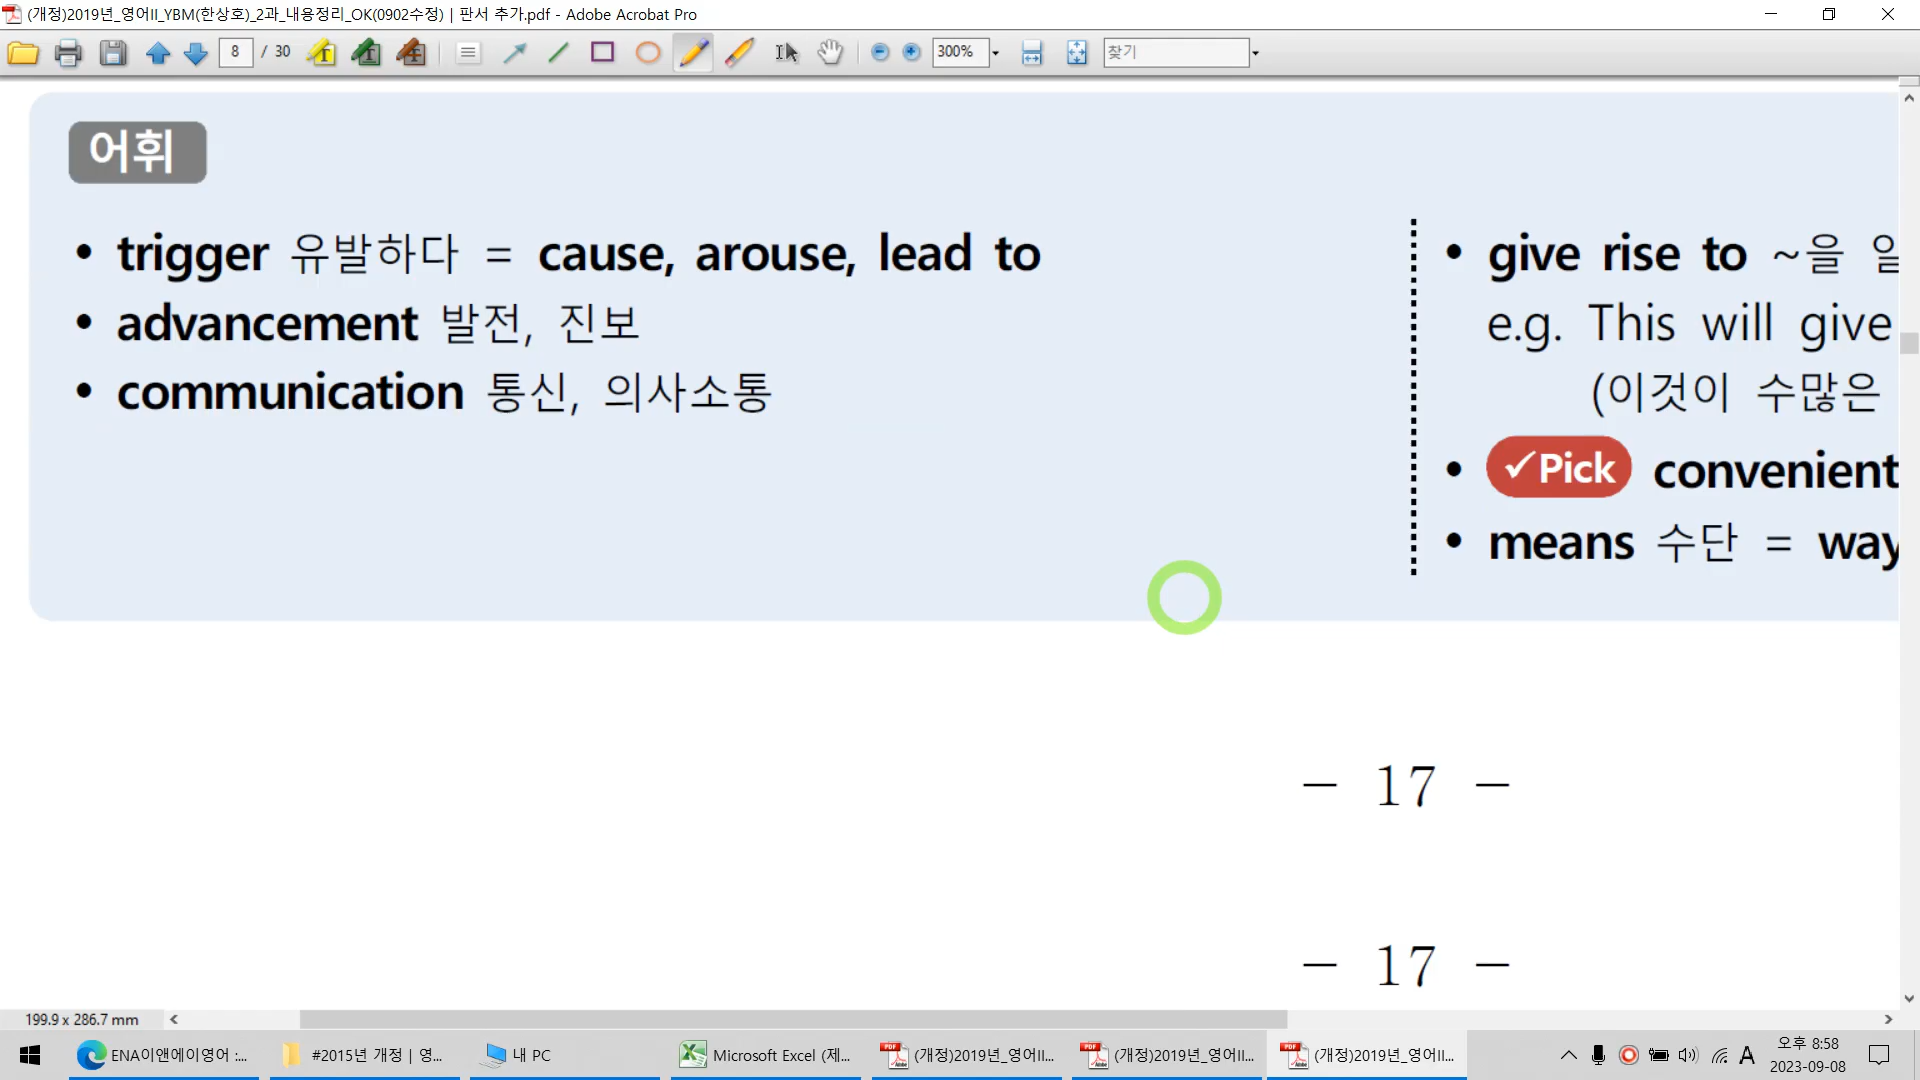 (개정)2019년_영어II_YBM(한상호)_2과_내용정리_OK(0902수정) | 판서 추가.pdf - Adobe Acrobat Pro
8 / 30 300% 찾기
어휘
• trigger 유발하다 = cause, arouse, lead to
• advancement 발전, 진보
• communication 통신, 의사소통
• give rise to ~을
e.g. This will give
(이것이 수많은
• ✓Pick convenient
• means 수단 = way
- 17 -
- 17 -
199.9 x 286.7 mm
ENA이앤에이영어 :...
#2015년 개정 | 영...
내 PC
Microsoft Excel (제...
(개정)2019년_영어II...
(개정)2019년_영어II...
(개정)2019년_영어II...
A
오후 8:58
2023-09-08